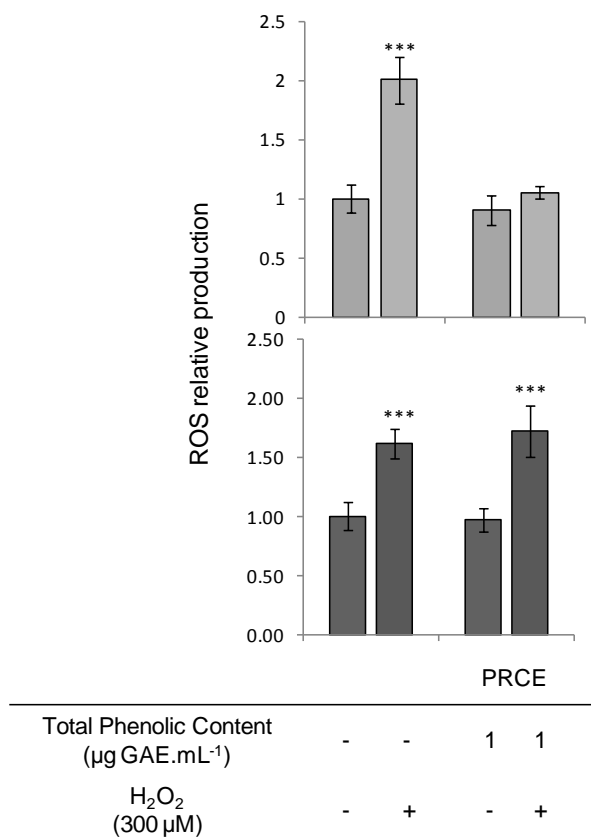 ***
2.5
2
1.5
1
0.5
0
ROS relative production
***
***
2.50
2.00
1.50
1.00
0.50
0.00
PRCE
Total Phenolic Content
(µg GAE.mL⁻¹)
- - 1 1
H₂O₂
(300 µM)
- + - +